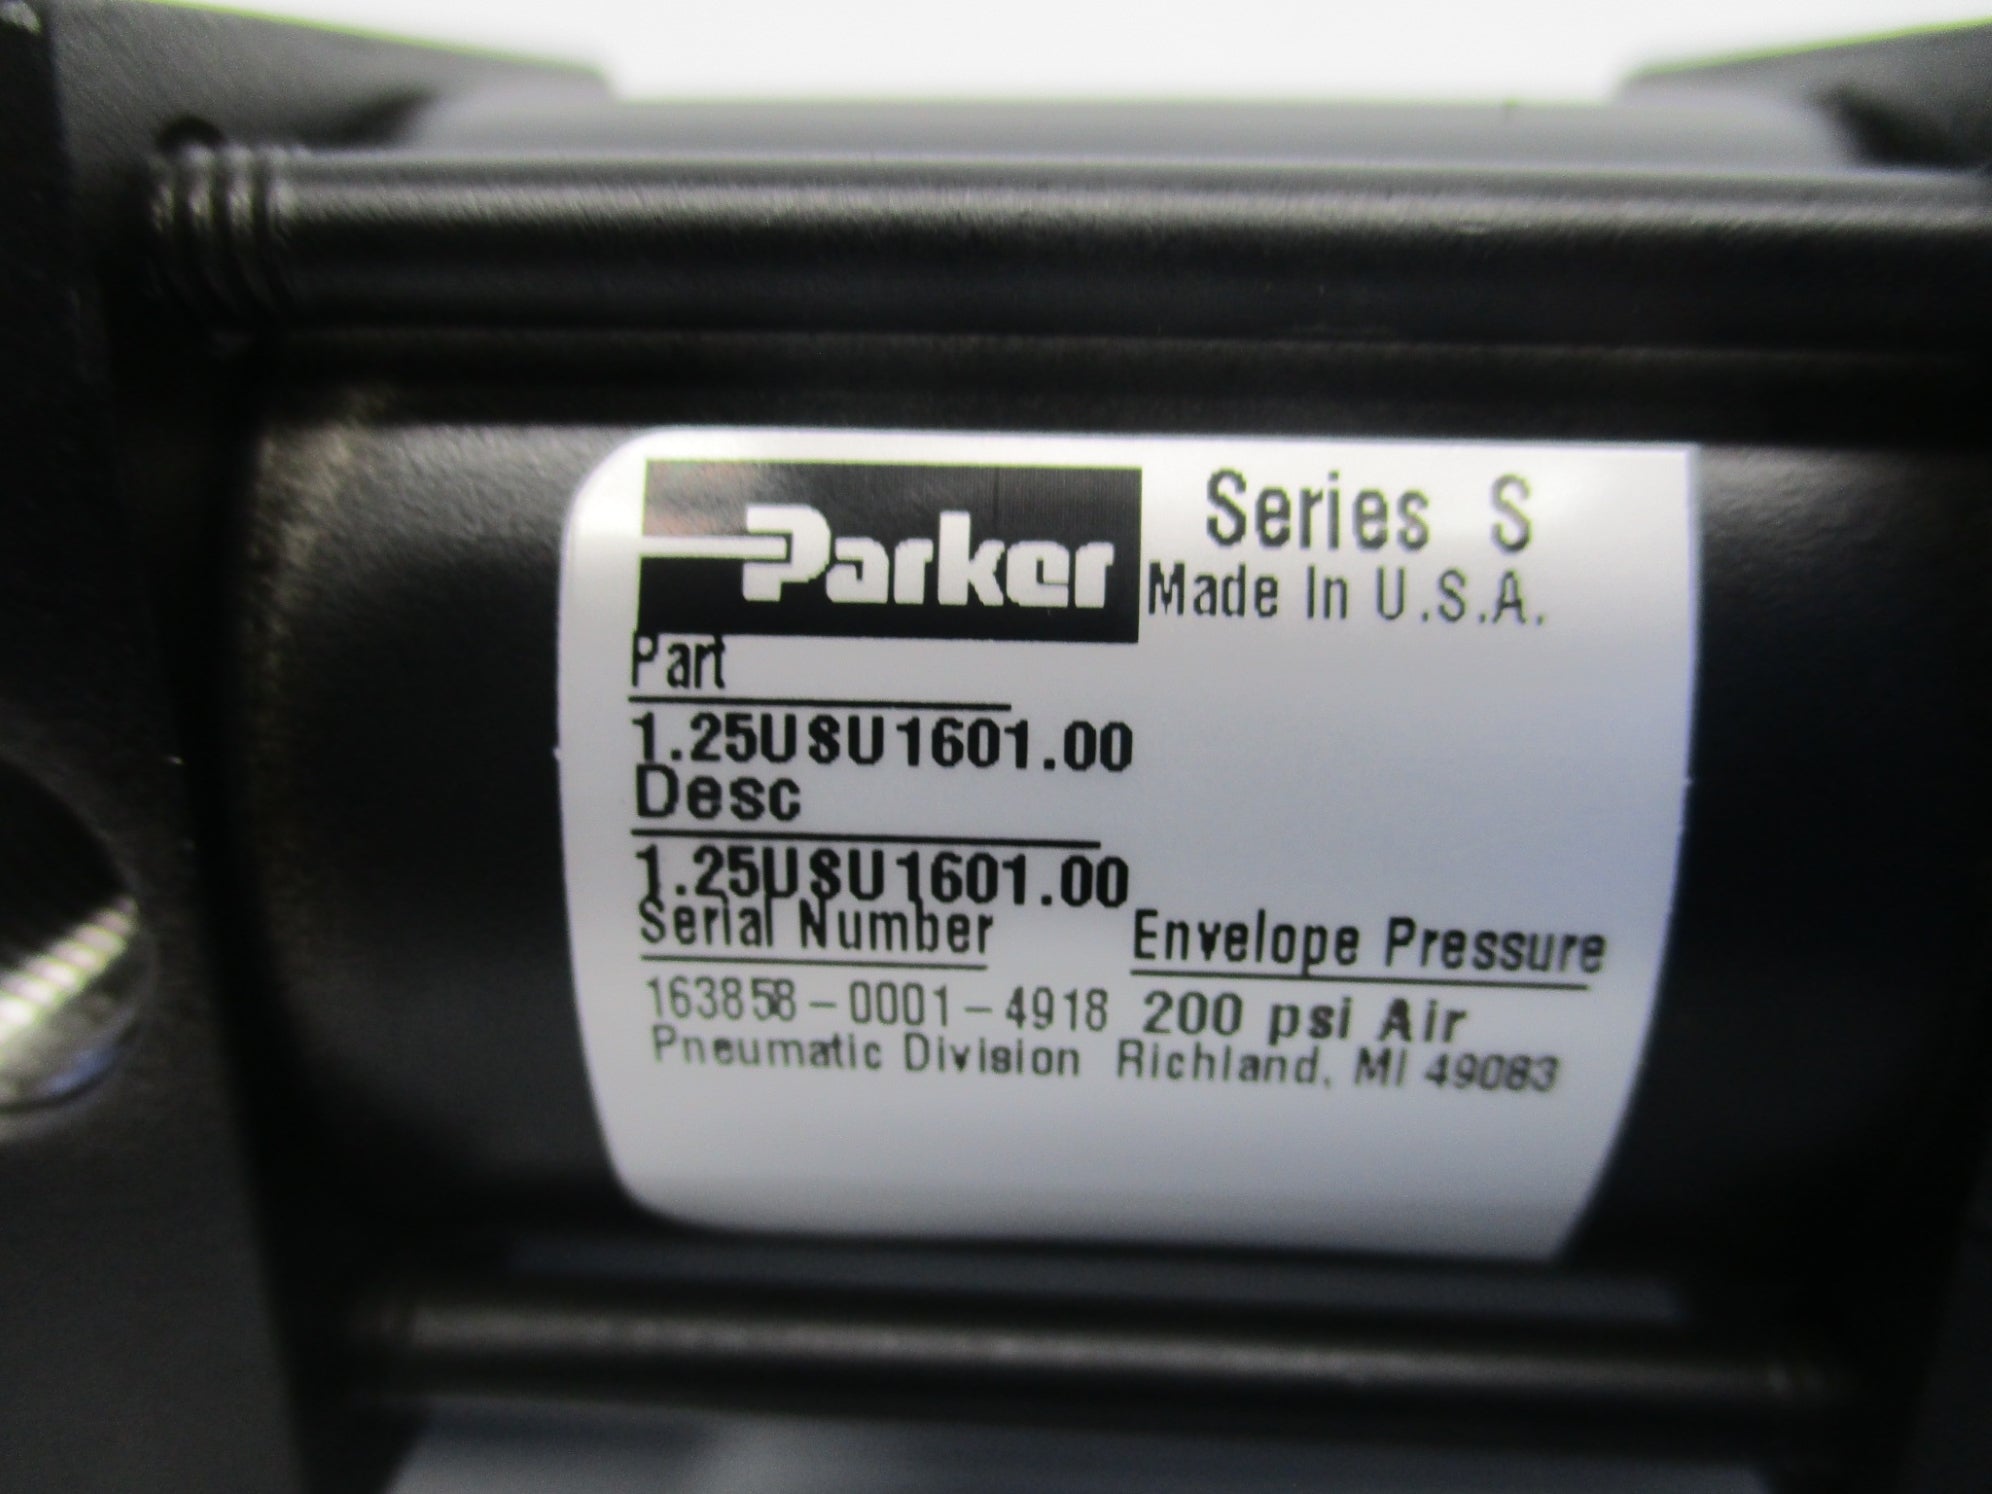 Parker Series S
Made In U.S.A.
Part
1.25USU1601.00
Desc
1.25USU1601.00
Serial Number Envelope Pressure
163858-0001-4918 200 psi Air
Pneumatic Division Richland, MI 49083